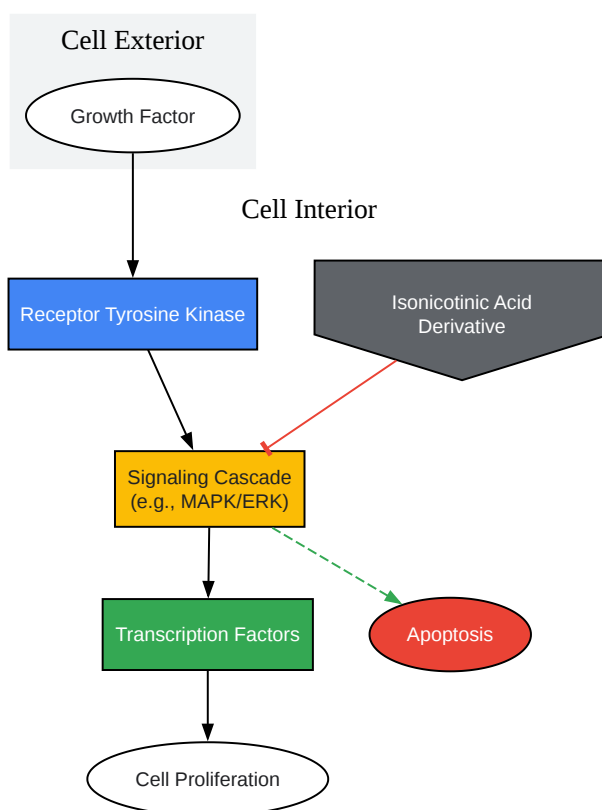 Cell Exterior
Growth Factor
Cell Interior
Receptor Tyrosine Kinase
Isonicotinic Acid
Derivative
Signaling Cascade
(e.g., MAPK/ERK)
Transcription Factors
Apoptosis
Cell Proliferation